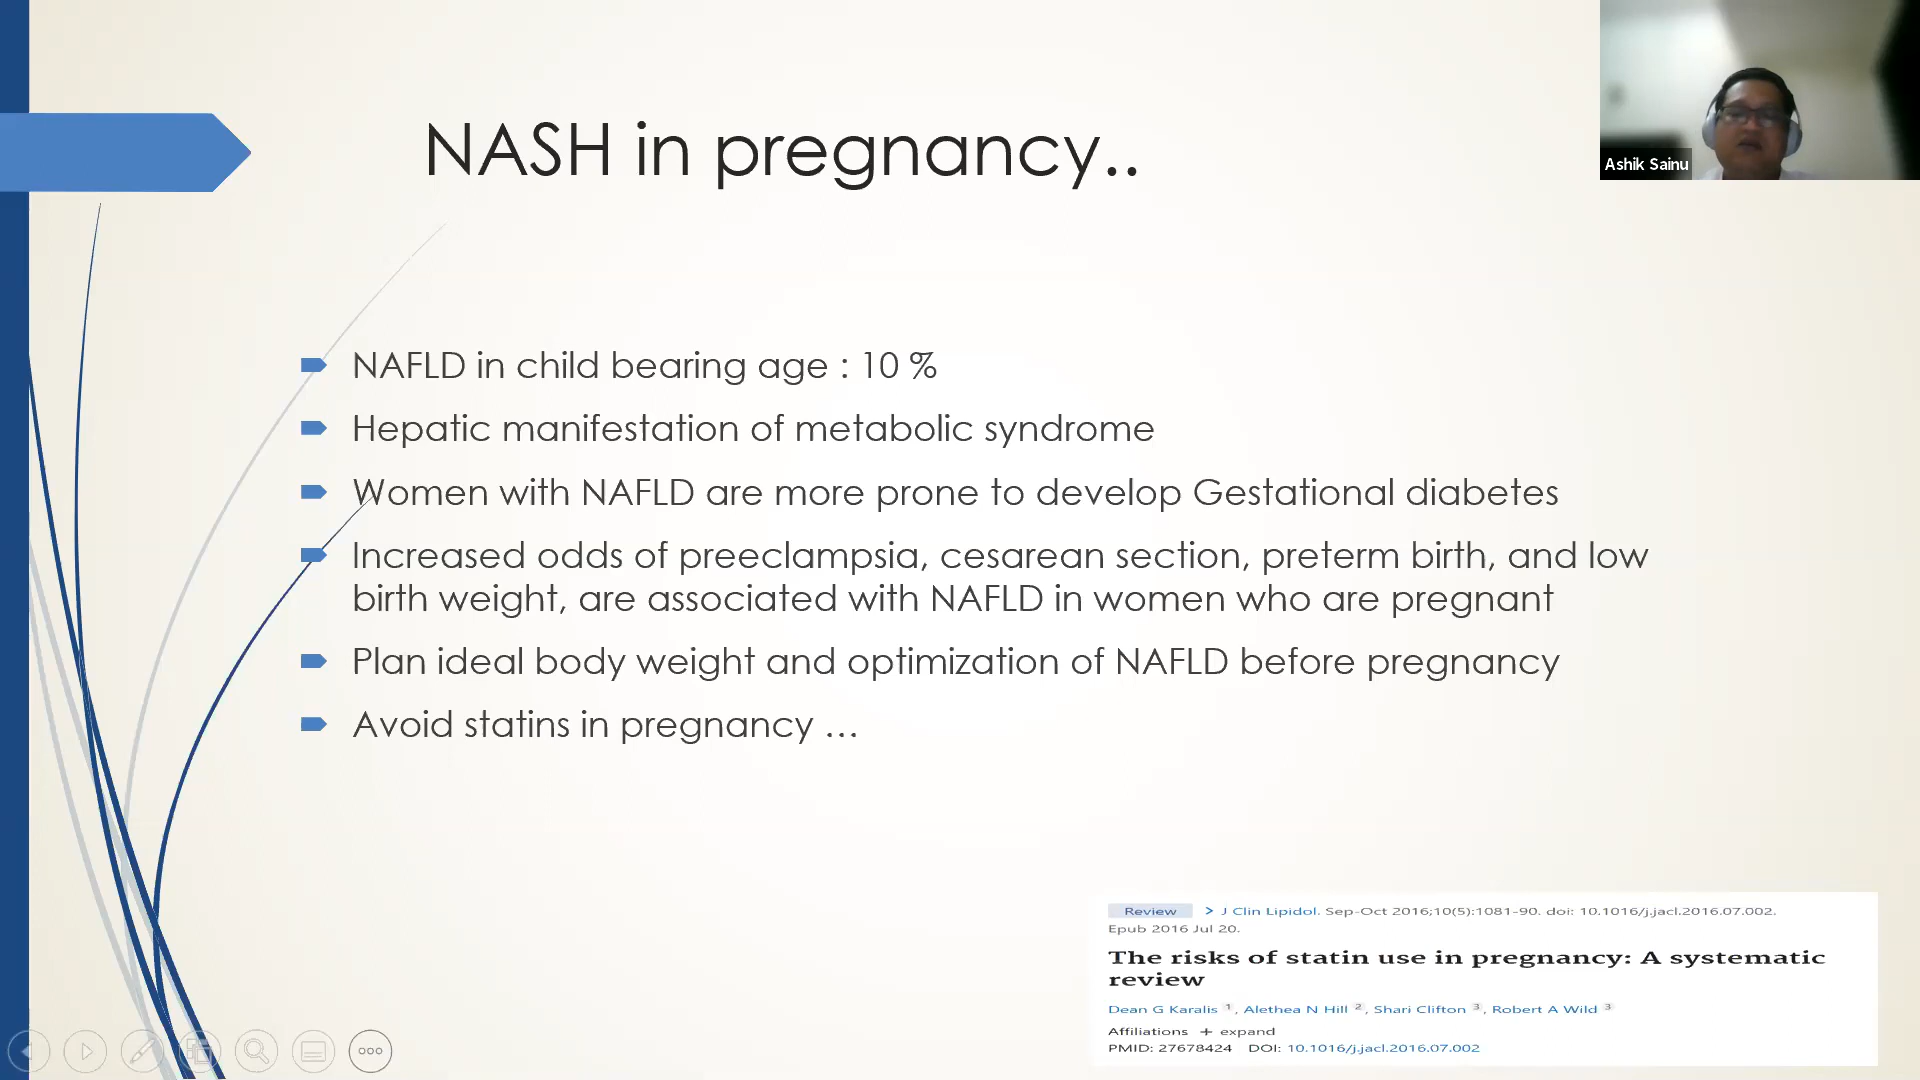 NASH in pregnancy..
Ashik Sainu
NAFLD in child bearing age : 10 %
Hepatic manifestation of metabolic syndrome
Women with NAFLD are more prone to develop Gestational diabetes
Increased odds of preeclampsia, cesarean section, preterm birth, and low
birth weight, are associated with NAFLD in women who are pregnant
Plan ideal body weight and optimization of NAFLD before pregnancy
Avoid statins in pregnancy ...
Review > J Clin Lipidol. Sep-Oct 2016;10(5):1081-90. doi: 10.1016/j.jacl.2016.07.002.
Epub 2016 Jul 20.
The risks of statin use in pregnancy: A systematic
review
Dean G Karalis 1, Alethea N Hill 2, Shari Clifton 3, Robert A Wild 3
Affiliations + expand
PMID: 27678424 DOI: 10.1016/j.jacl.2016.07.002